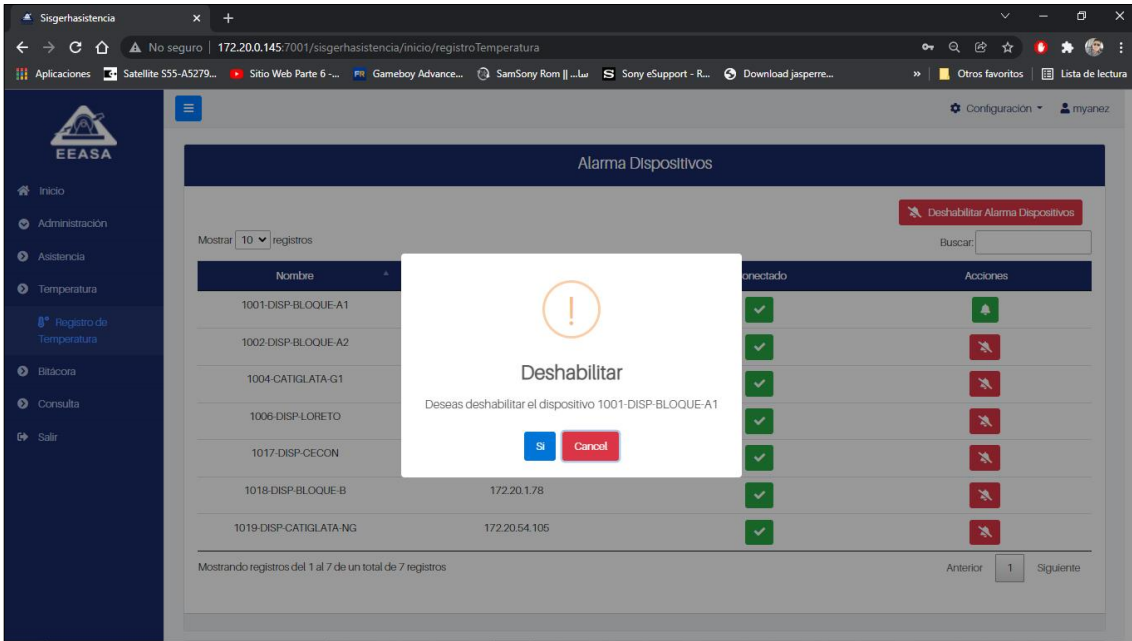 Sisgerhasistencia
No seguro | 172.20.0.145:7001/sisgerhasistencia/inicio/registroTemperatura
Aplicaciones Satellite S55-A5279... Sitio Web Parte 6 -... Gameboy Advance... SamSony Rom || ... Sony eSupport - R... Download jasperre... » Otros favoritos Lista de lectura
EEASA
Configuración myanez
Inicio
Administración
Asistencia
Temperatura
Registro de
Temperatura
Bitácora
Consulta
Salir
Alarma Dispositivos
Deshabilitar Alarma Dispositivos
Mostrar 10 registros
Buscar:
Nombre onectado Acciones
1001-DISP-BLOQUE-A1
1002-DISP-BLOQUE-A2
1004-CATIGLATA-G1
1006-DISP-LORETO
1017-DISP-CECON
1018-DISP-BLOQUE-B 172.20.1.78
1019-DISP-CATIGLATA-NG 172.20.54.105
Mostrando registros del 1 al 7 de un total de 7 registros
Anterior 1 Siguiente
!
Deshabilitar
Deseas deshabilitar el dispositivo 1001-DISP-BLOQUE-A1
Si Cancel